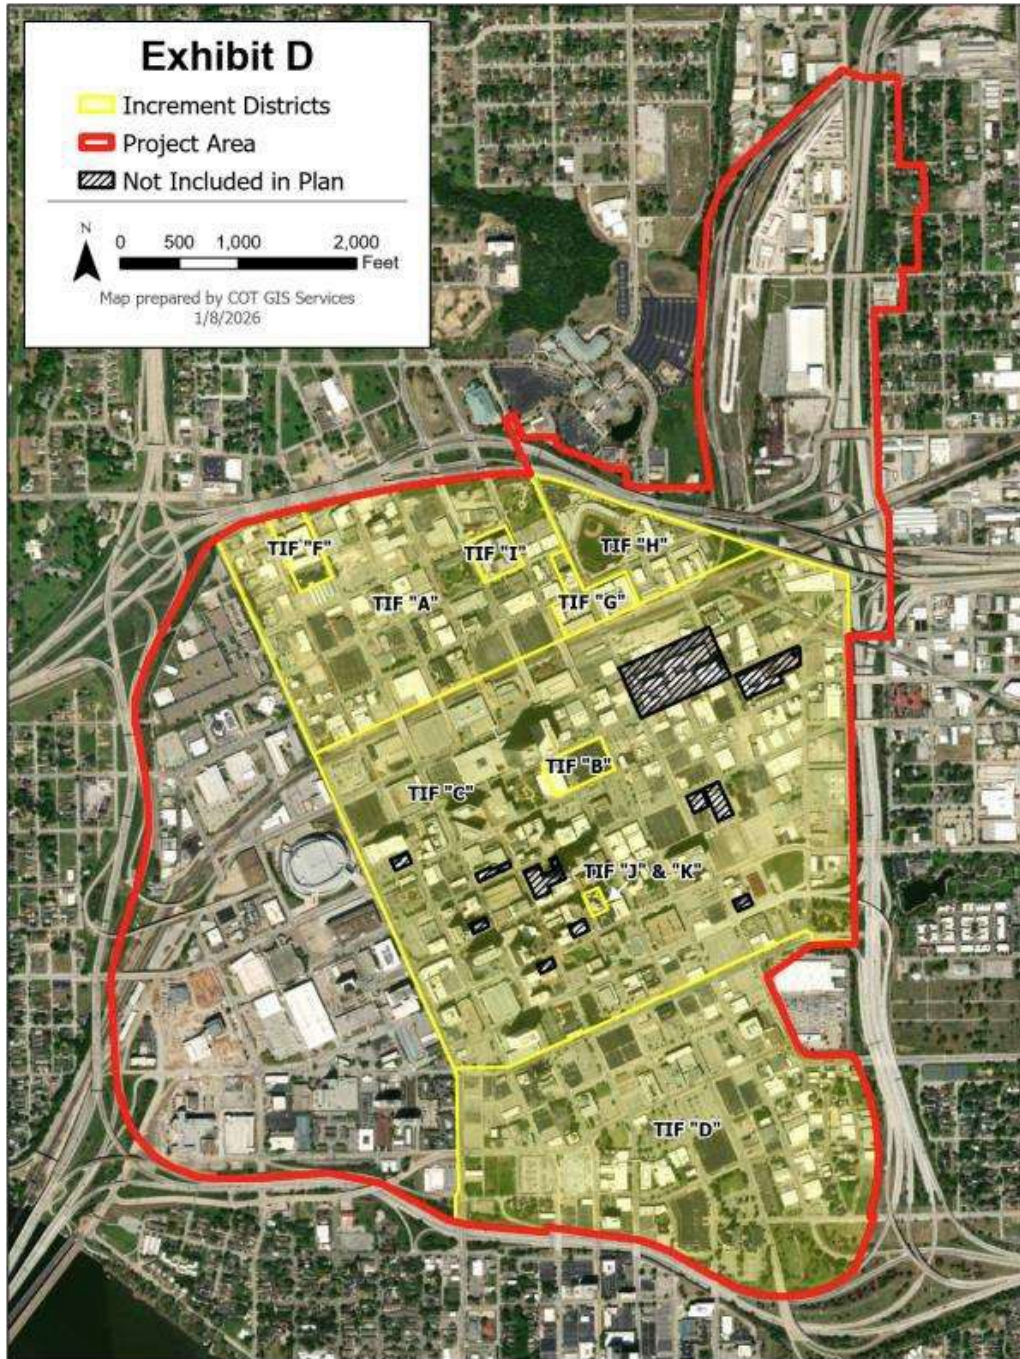 Exhibit D
Increment Districts
Project Area
Not Included in Plan
N
0 500 1,000 2,000
Feet
Map prepared by COT GIS Services
1/8/2026
TIF "F"
TIF "I"
TIF "H"
TIF "A"
TIF "G"
TIF "B"
TIF "C"
TIF "J" & "K"
TIF "D"